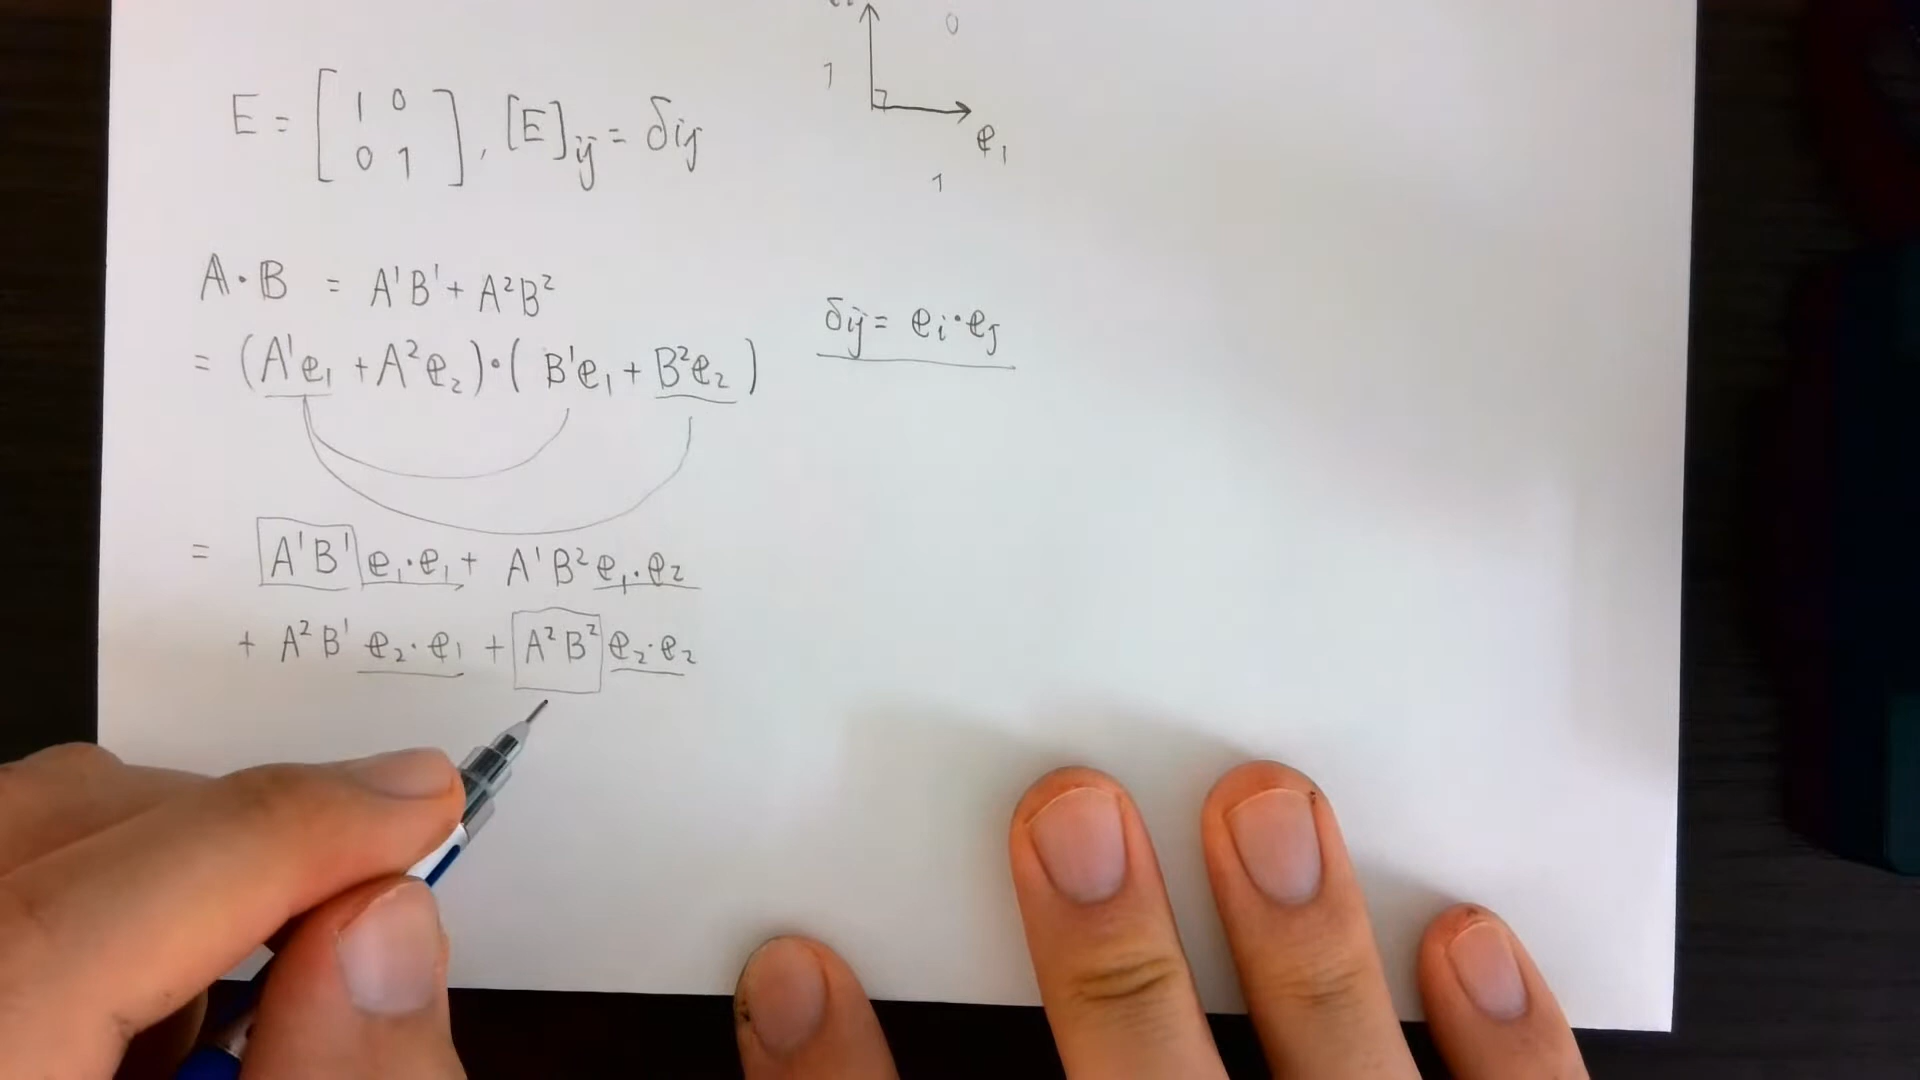 0
1
e₁
1
E = [ 1 0
0 1 ] , [E]ᵢⱼ = δij
A · B = A¹B¹ + A²B²
= (A¹e₁ + A²e₂)·( B¹e₁ + B²e₂ )
δij = eᵢ·eⱼ
= A¹B¹ e₁·e₁ + A¹B² e₁·e₂
+ A²B¹ e₂·e₁ + A²B² e₂·e₂